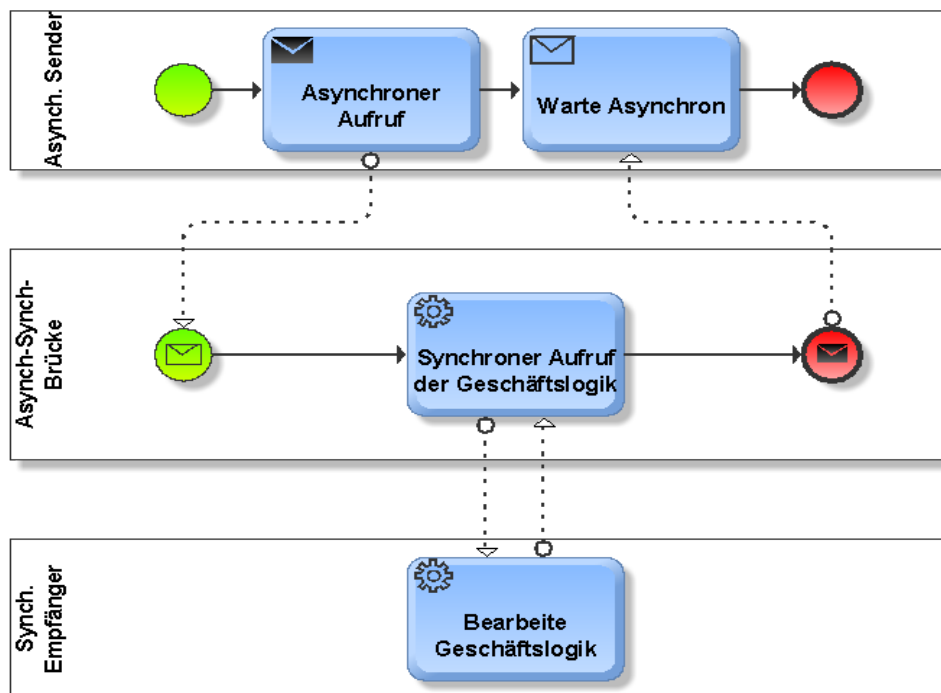 Asynch. Sender
Asynchroner
Aufruf
Warte Asynchron
Asynch-Synch-
Brücke
Synchroner Aufruf
der Geschäftslogik
Synch.
Empfänger
Bearbeite
Geschäftslogik